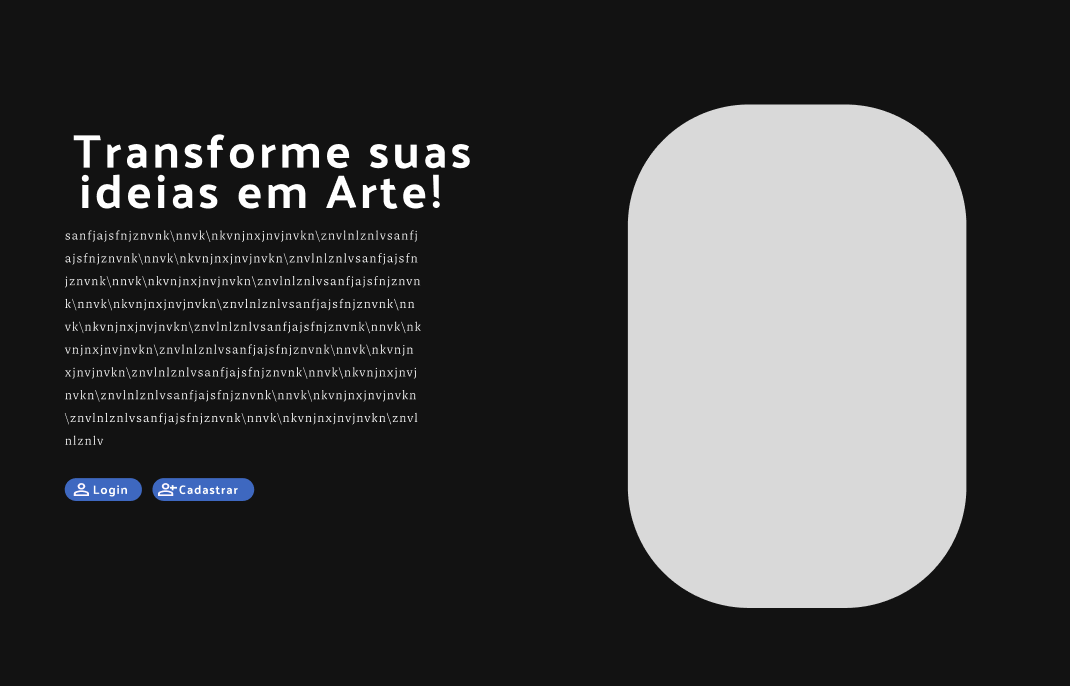 Transforme suas
ideias em Arte!
sanfjajsfnjznvnk\nnvk\nkvnjnxjnvjnvkn\znvlnlznlvsanfj
ajsfnjznvnk\nnvk\nkvnjnxjnvjnvkn\znvlnlznlvsanfjajsfn
jznvnk\nnvk\nkvnjnxjnvjnvkn\znvlnlznlvsanfjajsfnjznvn
k\nnvk\nkvnjnxjnvjnvkn\znvlnlznlvsanfjajsfnjznvnk\nn
vk\nkvnjnxjnvjnvkn\znvlnlznlvsanfjajsfnjznvnk\nnvk\nk
vnjnxjnvjnvkn\znvlnlznlvsanfjajsfnjznvnk\nnvk\nkvnjn
xjnvjnvkn\znvlnlznlvsanfjajsfnjznvnk\nnvk\nkvnjnxjnvj
nvkn\znvlnlznlvsanfjajsfnjznvnk\nnvk\nkvnjnxjnvjnvkn
\znvlnlznlvsanfjajsfnjznvnk\nnvk\nkvnjnxjnvjnvkn\znvl
nlznlv
Login
Cadastrar